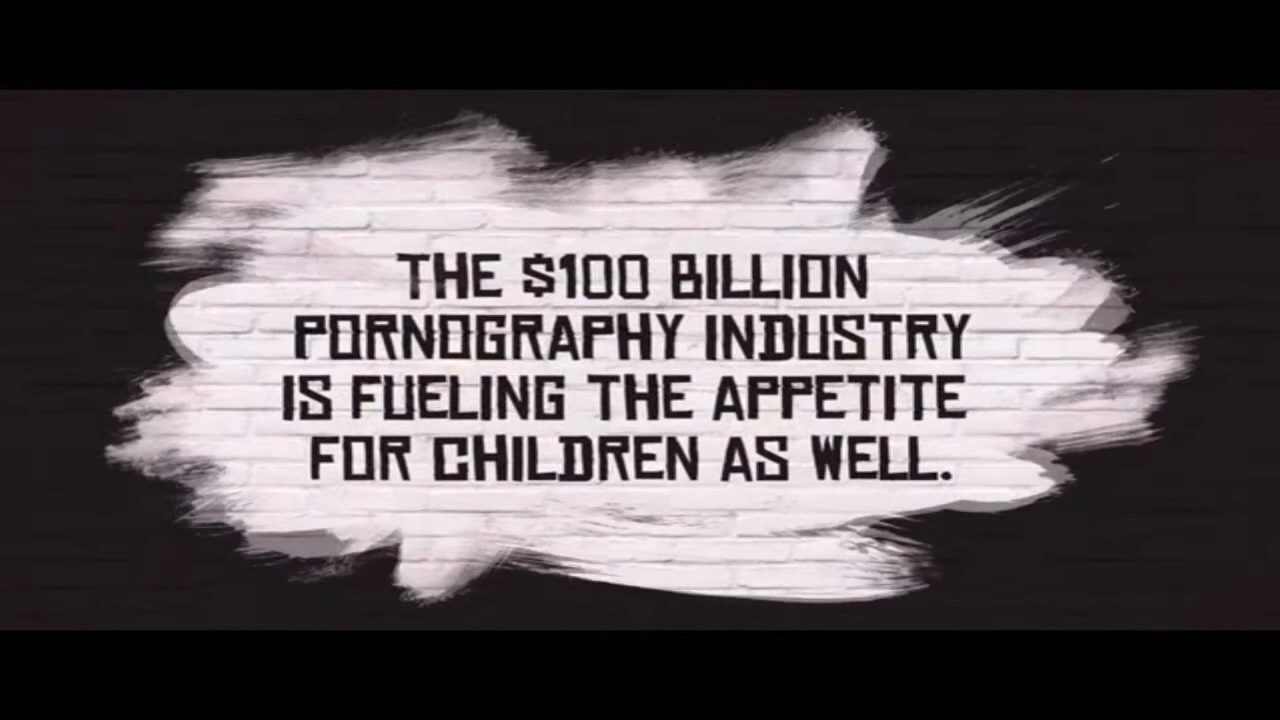 THE $100 BILLION
PORNOGRAPHY INDUSTRY
IS FUELING THE APPETITE
FOR CHILDREN AS WELL.